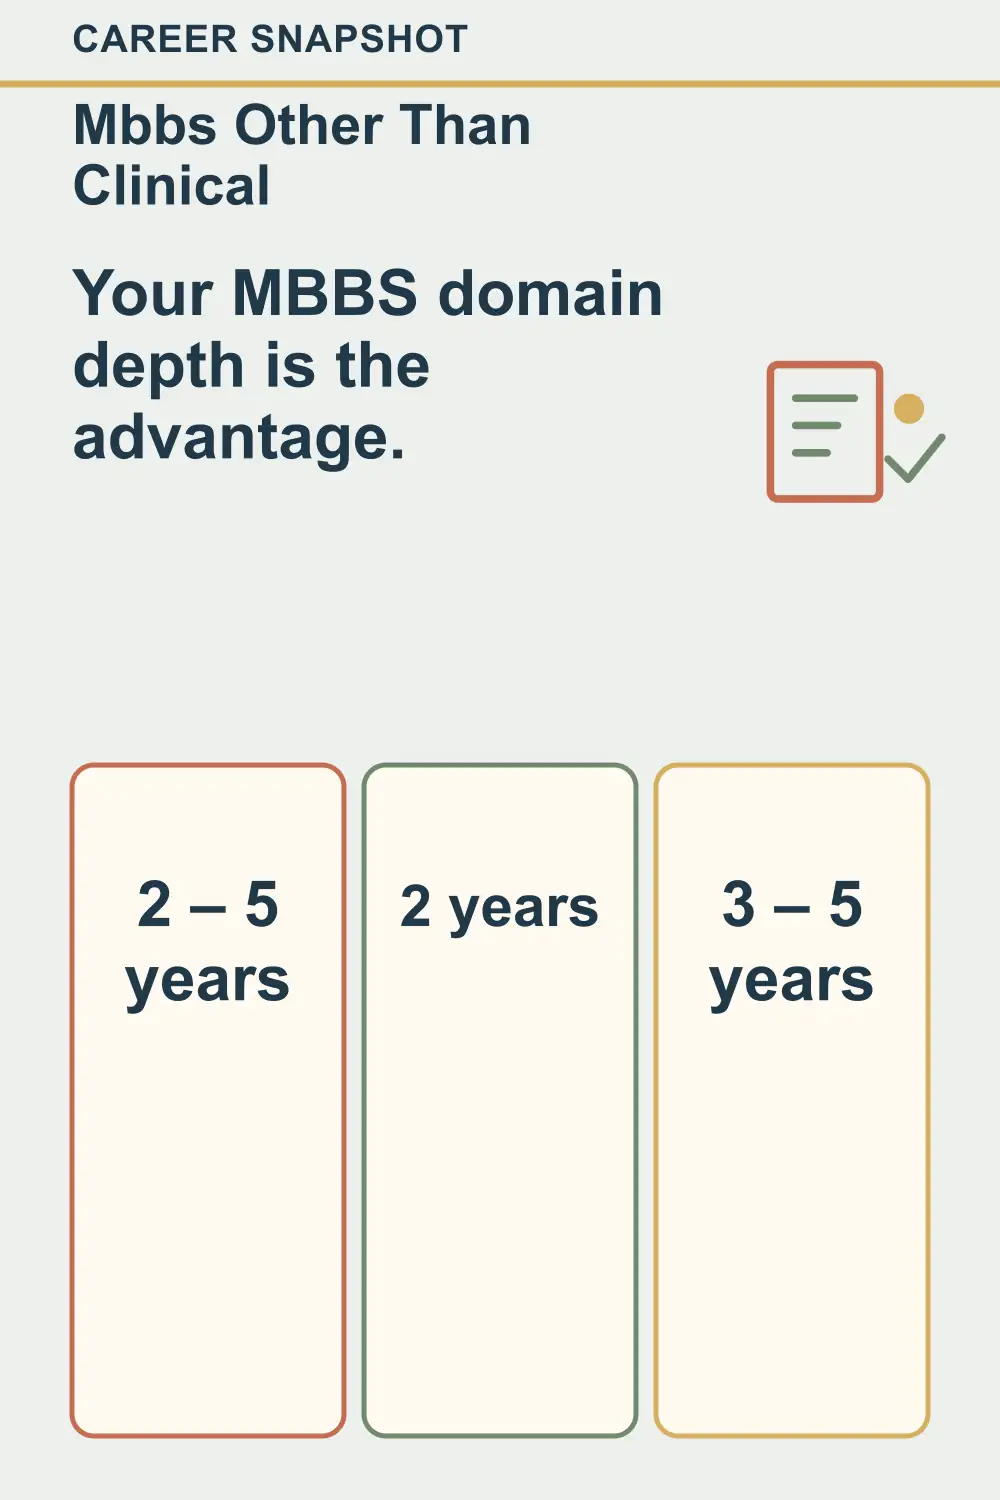 CAREER SNAPSHOT
Mbbs Other Than
Clinical
Your MBBS domain
depth is the
advantage.
2 – 5
years
2 years
3 – 5
years